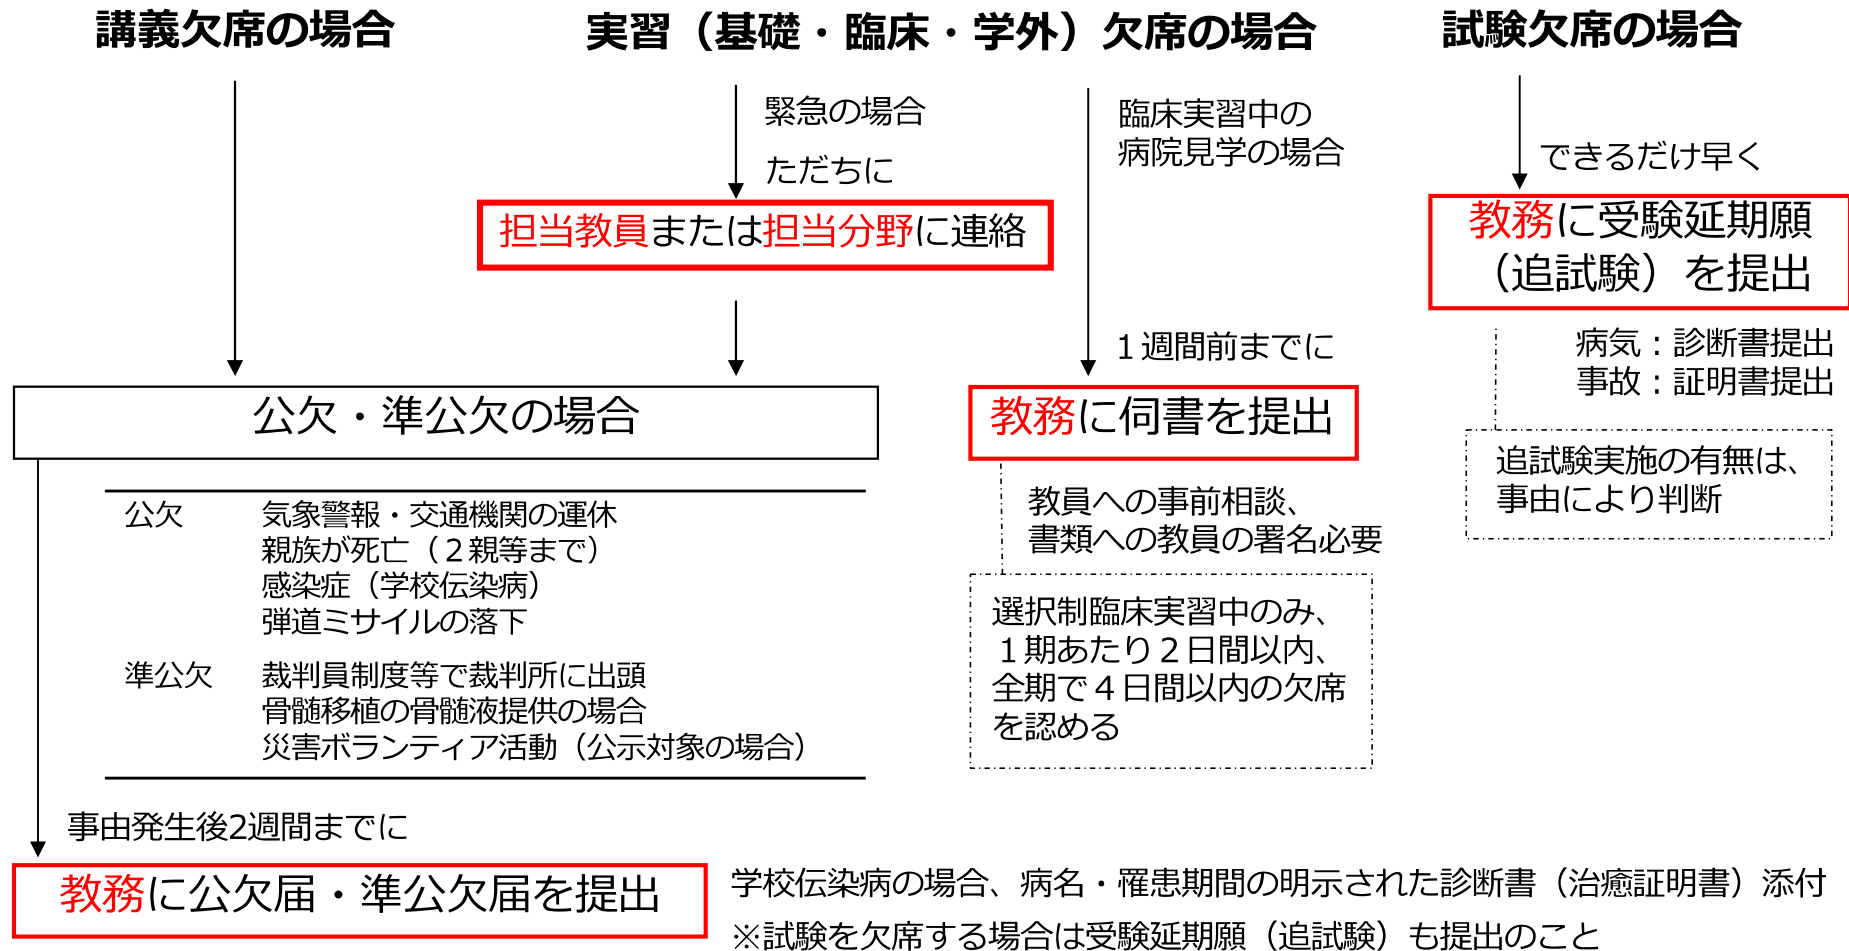 講義欠席の場合
実習（基礎・臨床・学外）欠席の場合
試験欠席の場合
緊急の場合
ただちに
担当教員または担当分野に連絡
臨床実習中の
病院見学の場合
１週間前までに
できるだけ早く
教務に受験延期願
（追試験）を提出
病気：診断書提出
事故：証明書提出
追試験実施の有無は、
事由により判断
公欠・準公欠の場合
教務に伺書を提出
教員への事前相談、
書類への教員の署名必要
選択制臨床実習中のみ、
１期あたり２日間以内、
全期で４日間以内の欠席
を認める
公欠 気象警報・交通機関の運休
親族が死亡（２親等まで）
感染症（学校伝染病）
弾道ミサイルの落下
準公欠 裁判員制度等で裁判所に出頭
骨髄移植の骨髄液提供の場合
災害ボランティア活動（公示対象の場合）
事由発生後2週間までに
教務に公欠届・準公欠届を提出
学校伝染病の場合、病名・罹患期間の明示された診断書（治癒証明書）添付
※試験を欠席する場合は受験延期願（追試験）も提出のこと